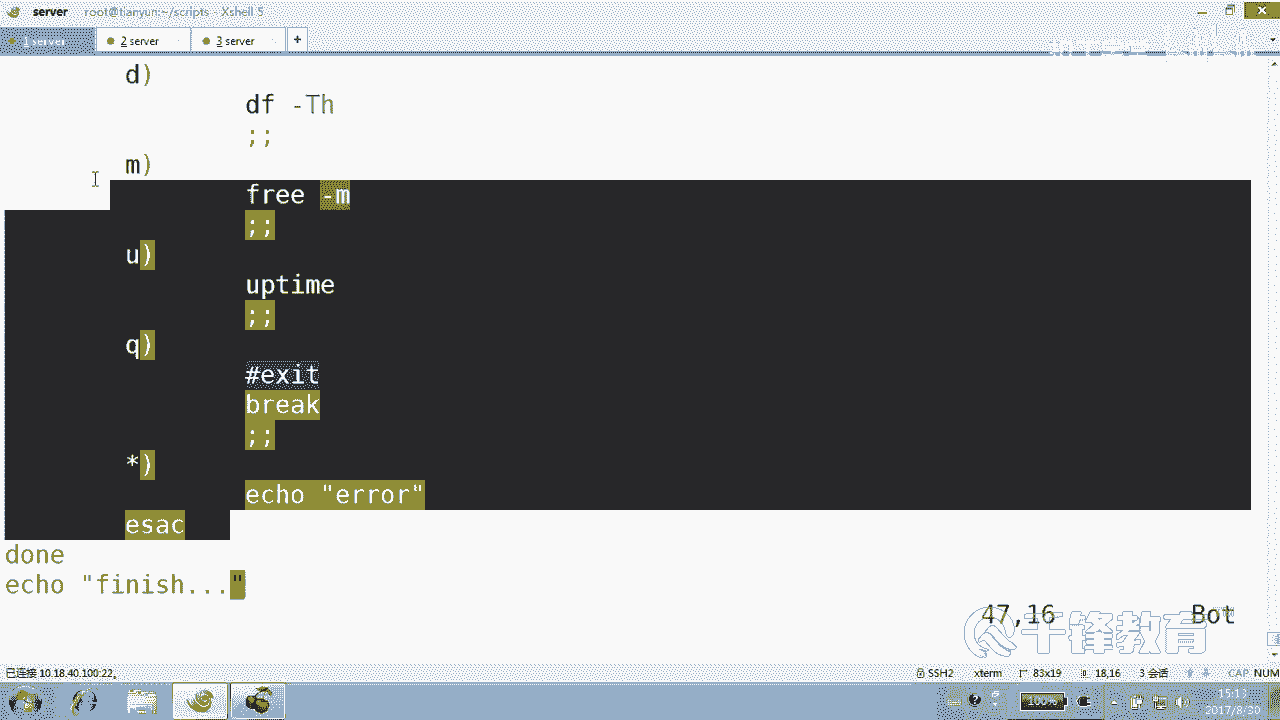 server root@tianyun:~/scripts - Xshell 5
1 server 2 server 3 server +
d)
df -Th
;;
m)
free -m
;;
u)
uptime
;;
q)
#exit
break
;;
*)
echo "error"
esac
done
echo "finish..."
47,16 Bot
千锋教育
已连接 10.18.40.100:22。 SSH2 xterm 83x19 18,16 3 会话 CAP NUM
100% 15:13
2017/8/30